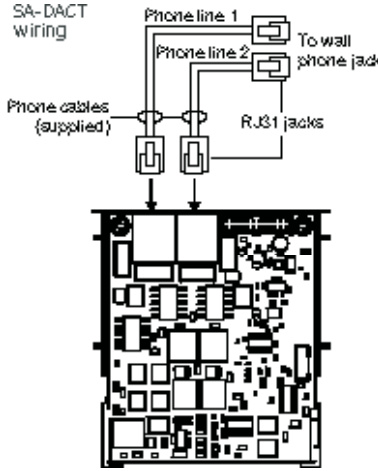 SA-DACT
wiring
Phone line 1
Phone line 2
To wall
phone jack
Phone cables
(supplied)
RJ31 jacks